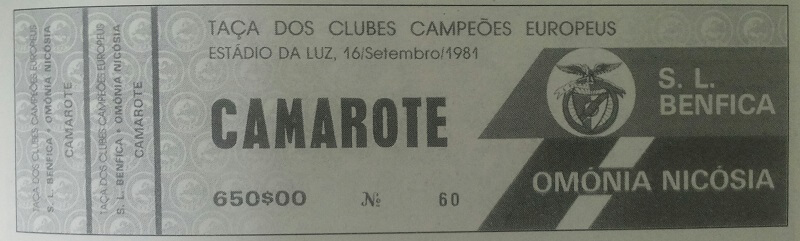 TAÇA DOS CLUBES CAMPEÕES EUROPEUS
S. L. BENFICA • OMÓNIA NICÓSIA
CAMAROTE
TAÇA DOS CLUBES CAMPEÕES EUROPEUS
S. L. BENFICA • OMÓNIA NICÓSIA
CAMAROTE
TAÇA DOS CLUBES CAMPEÕES EUROPEUS
ESTÁDIO DA LUZ, 16/Setembro/1981
CAMAROTE
650$00 Nº 60
S. L.
BENFICA
OMÓNIA NICÓSIA